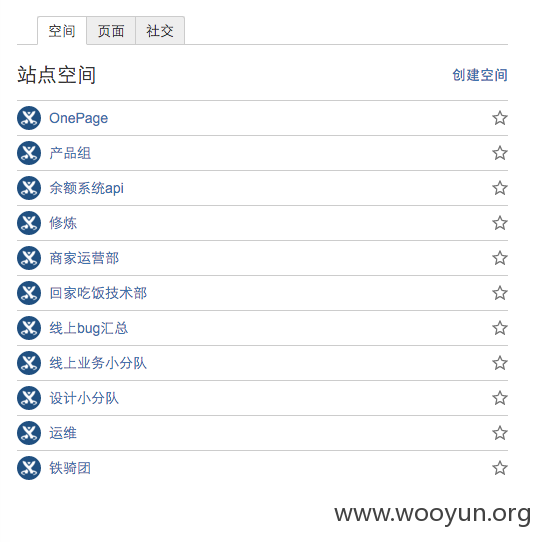 空间 页面 社交
站点空间 创建空间
OnePage
产品组
余额系统api
修炼
商家运营部
回家吃饭技术部
线上bug汇总
线上业务小分队
设计小分队
运维
铁骑团
www.wooyun.org